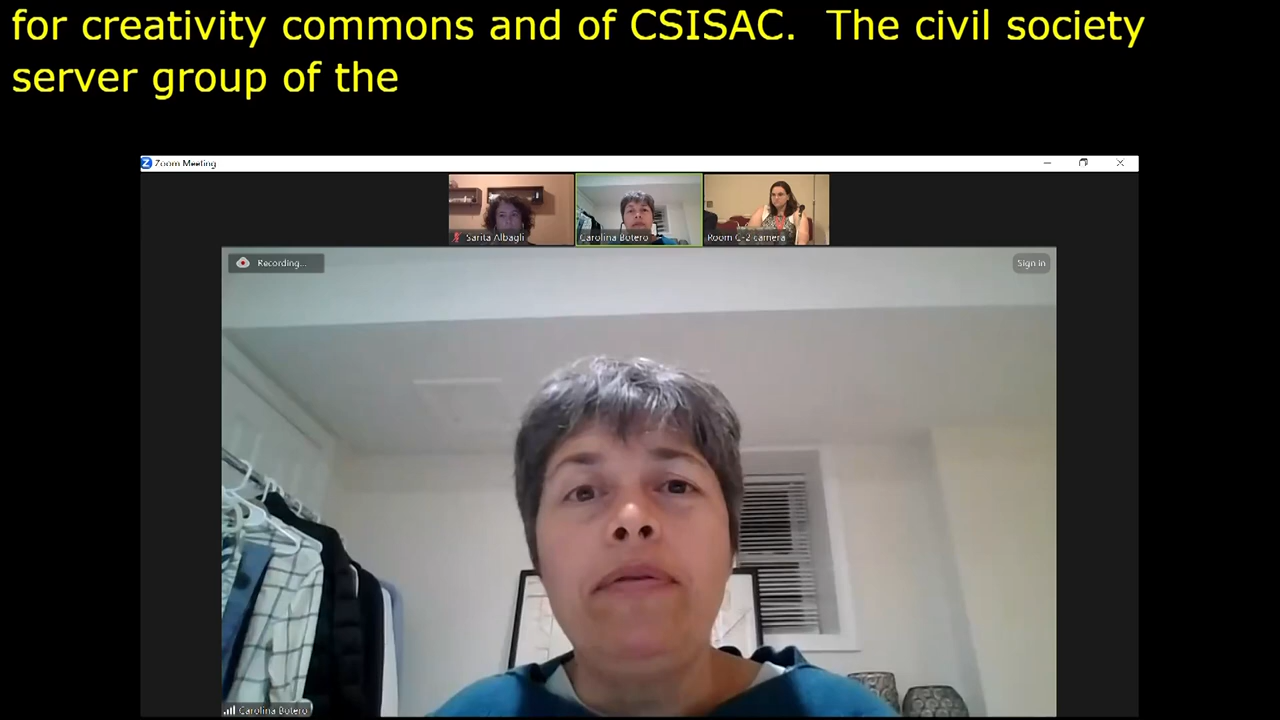 for creativity commons and of CSISAC.  The civil society
server group of the
Zoom Meeting
Sarita Albagli
Carolina Botero
Room C-2 camera
Recording...
Sign in
Carolina Botero